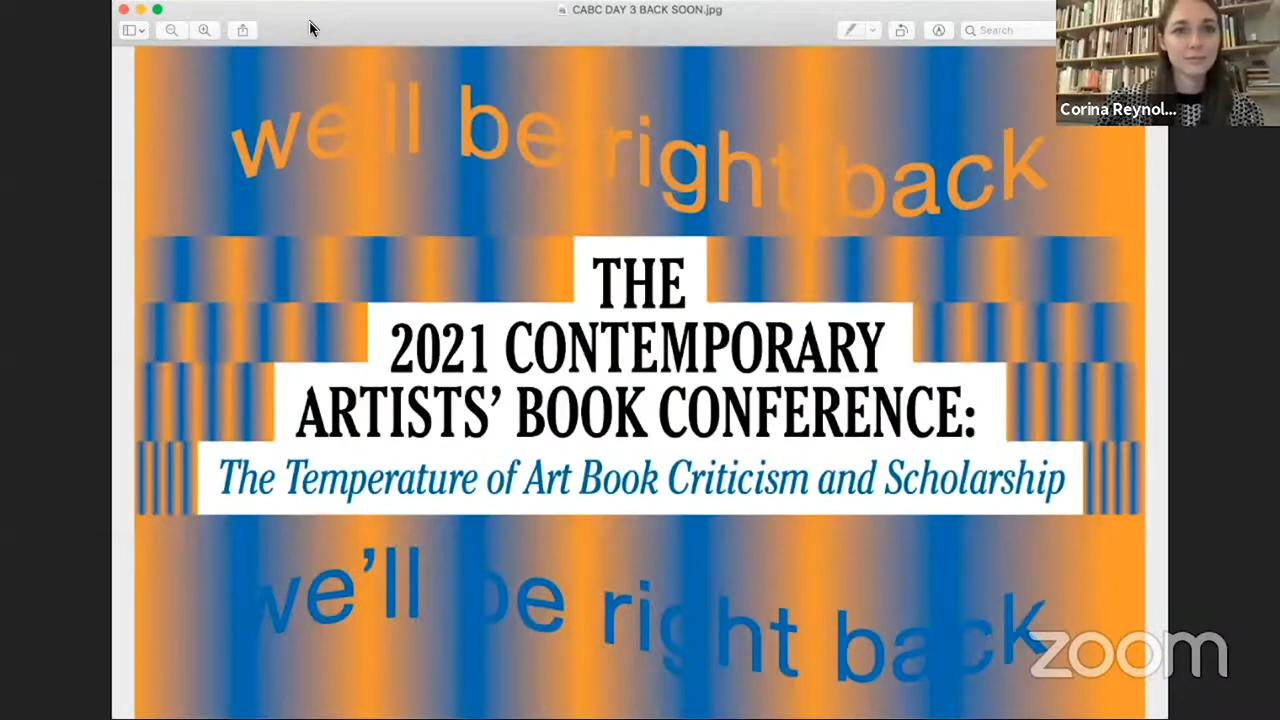 CABC DAY 3 BACK SOON.jpg
Search
Corina Reynol...
we'll be right back
THE
2021 CONTEMPORARY
ARTISTS’ BOOK CONFERENCE:
The Temperature of Art Book Criticism and Scholarship
we’ll be right back
zoom